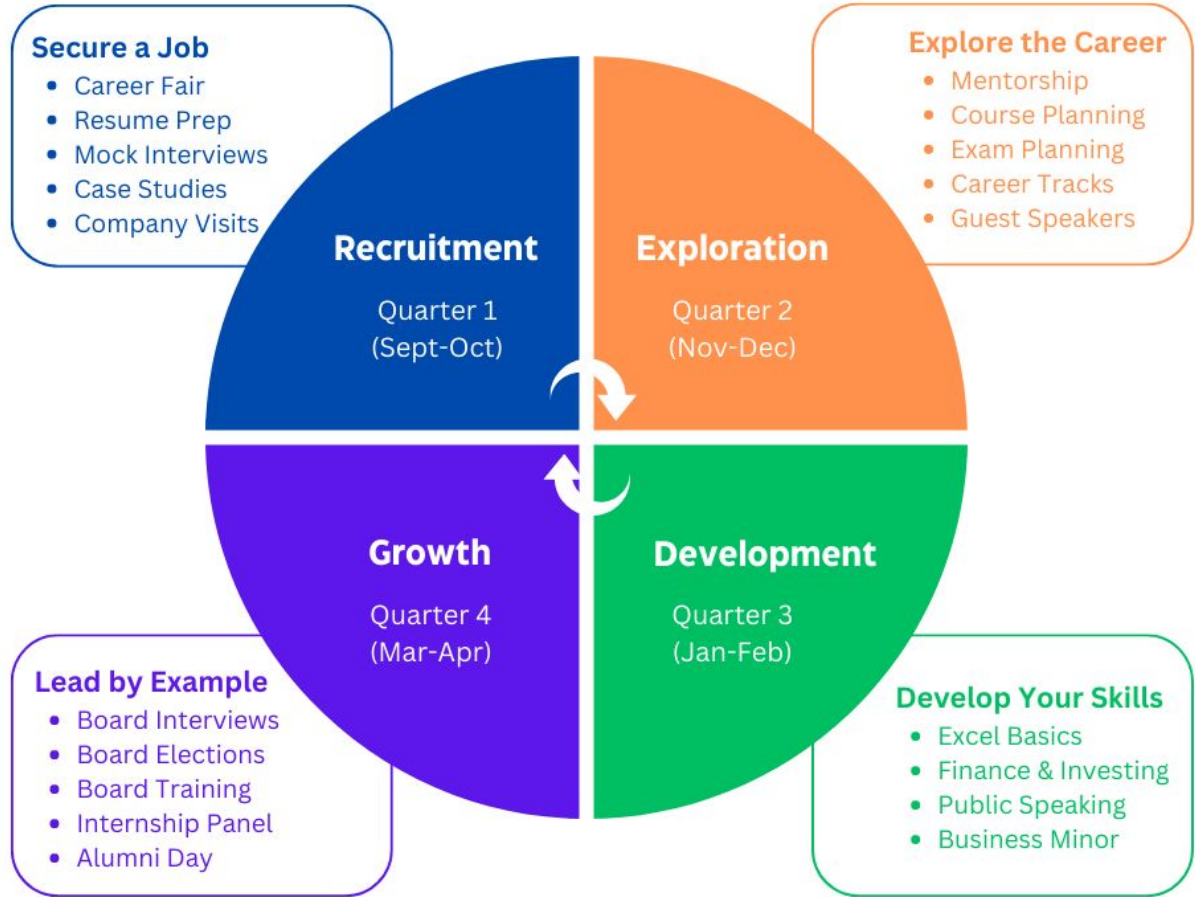 Secure a Job
• Career Fair
• Resume Prep
• Mock Interviews
• Case Studies
• Company Visits
Recruitment
Quarter 1
(Sept-Oct)
Explore the Career
• Mentorship
• Course Planning
• Exam Planning
• Career Tracks
• Guest Speakers
Exploration
Quarter 2
(Nov-Dec)
Growth
Quarter 4
(Mar-Apr)
Lead by Example
• Board Interviews
• Board Elections
• Board Training
• Internship Panel
• Alumni Day
Development
Quarter 3
(Jan-Feb)
Develop Your Skills
• Excel Basics
• Finance & Investing
• Public Speaking
• Business Minor